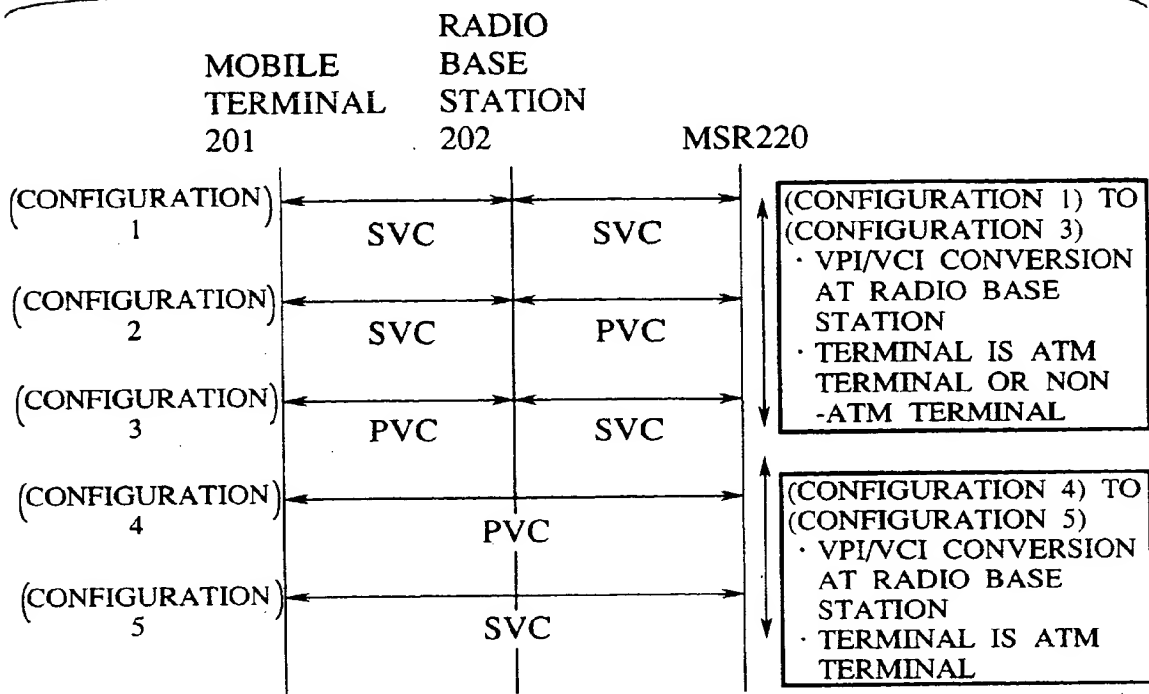 MOBILE
TERMINAL
201
RADIO
BASE
STATION
202
MSR220
(CONFIGURATION)
1
SVC
SVC
(CONFIGURATION)
2
SVC
PVC
(CONFIGURATION)
3
PVC
SVC
(CONFIGURATION)
4
PVC
(CONFIGURATION)
5
SVC
(CONFIGURATION 1) TO
(CONFIGURATION 3)
· VPI/VCI CONVERSION
AT RADIO BASE
STATION
· TERMINAL IS ATM
TERMINAL OR NON
-ATM TERMINAL
(CONFIGURATION 4) TO
(CONFIGURATION 5)
· VPI/VCI CONVERSION
AT RADIO BASE
STATION
· TERMINAL IS ATM
TERMINAL